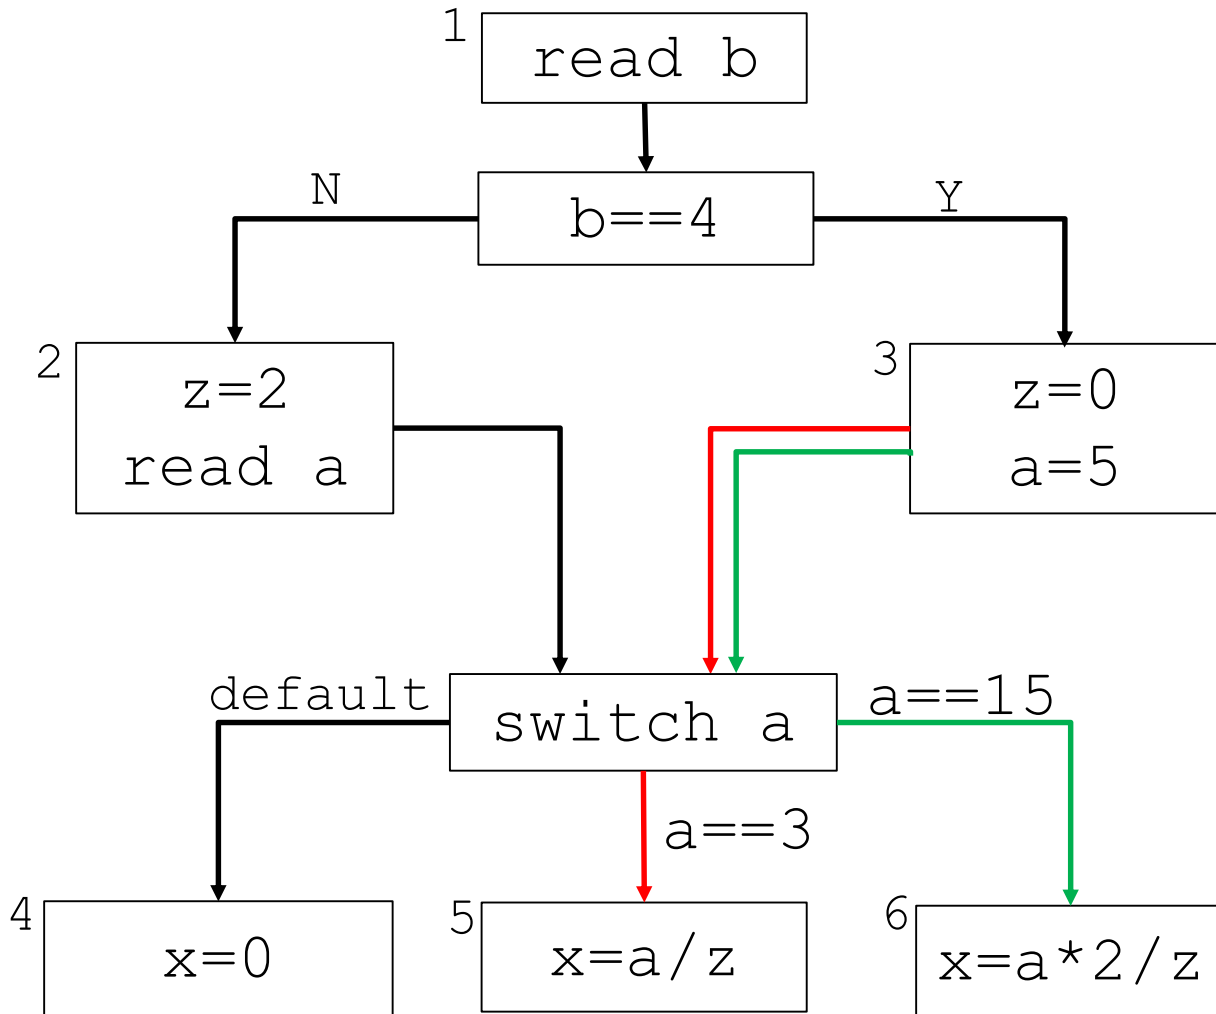 1
read b
N
b==4
Y
2
z=2
read a
3
z=0
a=5
default
switch a
a==15
a==3
4
x=0
5
x=a/z
6
x=a*2/z